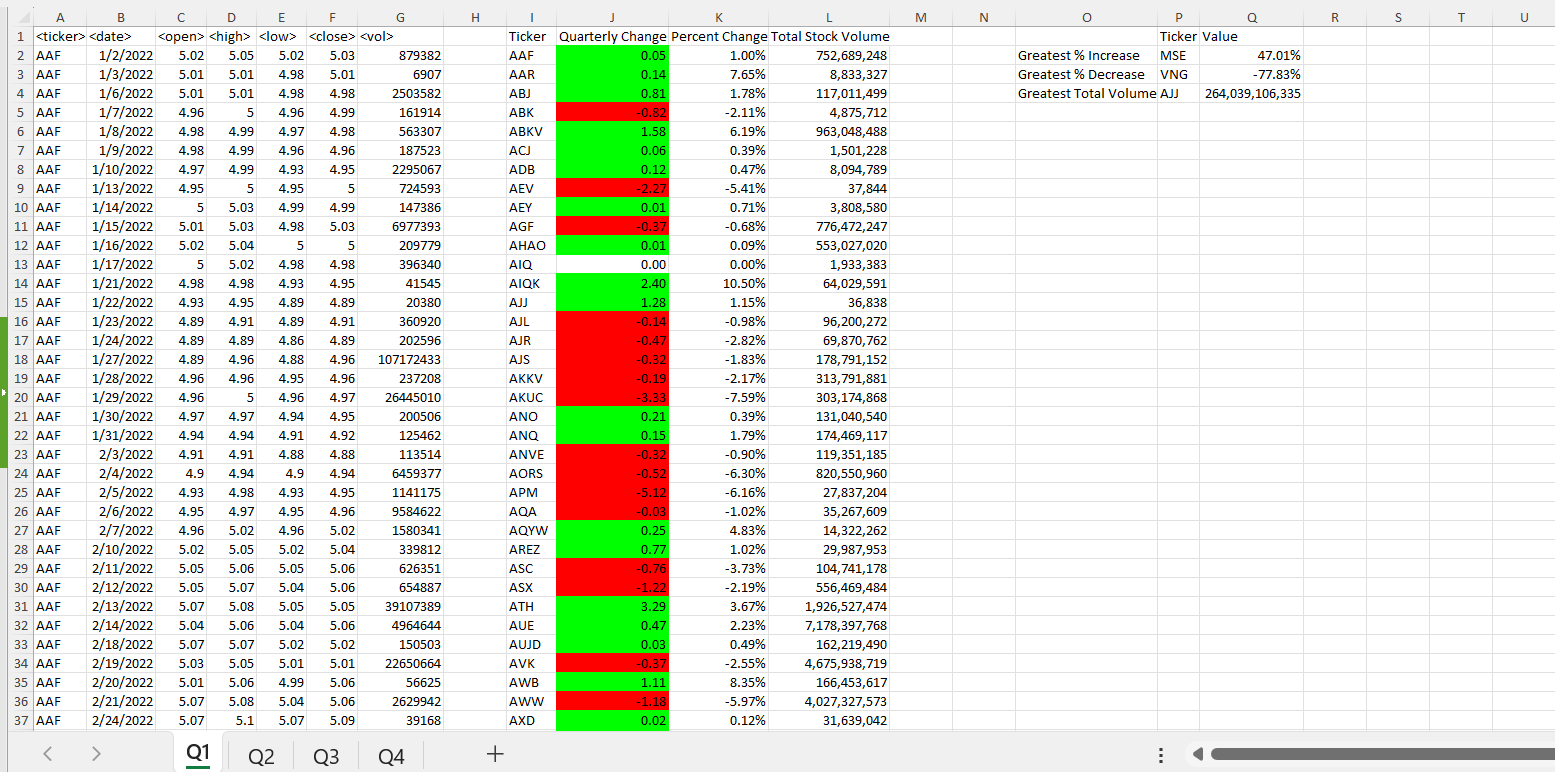 A B C D E F G H I J K L M N O P Q R S T U
1 <ticker> <date> <open> <high> <low> <close> <vol> Ticker Quarterly Change Percent Change Total Stock Volume Ticker Value
2 AAF 1/2/2022 5.02 5.05 5.02 5.03 879382 AAF 0.05 1.00% 752,689,248 Greatest % Increase MSE 47.01%
3 AAF 1/3/2022 5.01 5.01 4.98 5.01 6907 AAR 0.14 7.65% 8,833,327 Greatest % Decrease VNG -77.83%
4 AAF 1/6/2022 5.01 5.01 4.98 4.98 2503582 ABJ 0.81 1.78% 117,011,499 Greatest Total Volume AJJ 264,039,106,335
5 AAF 1/7/2022 4.96 5 4.96 4.99 161914 ABK -0.82 -2.11% 4,875,712
6 AAF 1/8/2022 4.98 4.99 4.97 4.98 563307 ABKV 1.58 6.19% 963,048,488
7 AAF 1/9/2022 4.98 4.99 4.96 4.96 187523 ACJ 0.06 0.39% 1,501,228
8 AAF 1/10/2022 4.97 4.99 4.93 4.95 2295067 ADB 0.12 0.47% 8,094,789
9 AAF 1/13/2022 4.95 5 4.95 5 724593 AEV -2.27 -5.41% 37,844
10 AAF 1/14/2022 5 5.03 4.99 4.99 147386 AEY 0.01 0.71% 3,808,580
11 AAF 1/15/2022 5.01 5.03 4.98 5.03 6977393 AGF -0.37 -0.68% 776,472,247
12 AAF 1/16/2022 5.02 5.04 5 5 209779 AHAO 0.01 0.09% 553,027,020
13 AAF 1/17/2022 5 5.02 4.98 4.98 396340 AIQ 0.00 0.00% 1,933,383
14 AAF 1/21/2022 4.98 4.98 4.93 4.95 41545 AIQK 2.40 10.50% 64,029,591
15 AAF 1/22/2022 4.93 4.95 4.89 4.89 20380 AJJ 1.28 1.15% 36,838
16 AAF 1/23/2022 4.89 4.91 4.89 4.91 360920 AJL -0.14 -0.98% 96,200,272
17 AAF 1/24/2022 4.89 4.89 4.86 4.89 202596 AJR -0.47 -2.82% 69,870,762
18 AAF 1/27/2022 4.89 4.96 4.88 4.96 107172433 AJS -0.32 -1.83% 178,791,152
19 AAF 1/28/2022 4.96 4.96 4.95 4.96 237208 AKKV -0.19 -2.17% 313,791,881
20 AAF 1/29/2022 4.96 5 4.96 4.97 26445010 AKUC -3.33 -7.59% 303,174,868
21 AAF 1/30/2022 4.97 4.97 4.94 4.95 200506 ANO 0.21 0.39% 131,040,540
22 AAF 1/31/2022 4.94 4.94 4.91 4.92 125462 ANQ 0.15 1.79% 174,469,117
23 AAF 2/3/2022 4.91 4.91 4.88 4.88 113514 ANVE -0.32 -0.90% 119,351,185
24 AAF 2/4/2022 4.9 4.94 4.9 4.94 6459377 AORS -0.52 -6.30% 820,550,960
25 AAF 2/5/2022 4.93 4.98 4.93 4.95 1141175 APM -5.12 -6.16% 27,837,204
26 AAF 2/6/2022 4.95 4.97 4.95 4.96 9584622 AQA -0.03 -1.02% 35,267,609
27 AAF 2/7/2022 4.96 5.02 4.96 5.02 1580341 AQYW 0.25 4.83% 14,322,262
28 AAF 2/10/2022 5.02 5.05 5.02 5.04 339812 AREZ 0.77 1.02% 29,987,953
29 AAF 2/11/2022 5.05 5.06 5.05 5.06 626351 ASC -0.76 -3.73% 104,741,178
30 AAF 2/12/2022 5.05 5.07 5.04 5.06 654887 ASX -1.22 -2.19% 556,469,484
31 AAF 2/13/2022 5.07 5.08 5.05 5.05 39107389 ATH 3.29 3.67% 1,926,527,474
32 AAF 2/14/2022 5.04 5.06 5.04 5.06 4964644 AUE 0.47 2.23% 7,178,397,768
33 AAF 2/18/2022 5.07 5.07 5.02 5.02 150503 AUJD 0.03 0.49% 162,219,490
34 AAF 2/19/2022 5.03 5.05 5.01 5.01 22650664 AVK -0.37 -2.55% 4,675,938,719
35 AAF 2/20/2022 5.01 5.06 4.99 5.06 56625 AWB 1.11 8.35% 166,453,617
36 AAF 2/21/2022 5.07 5.08 5.04 5.06 2629942 AWW -1.18 -5.97% 4,027,327,573
37 AAF 2/24/2022 5.07 5.1 5.07 5.09 39168 AXD 0.02 0.12% 31,639,042
Q1 Q2 Q3 Q4